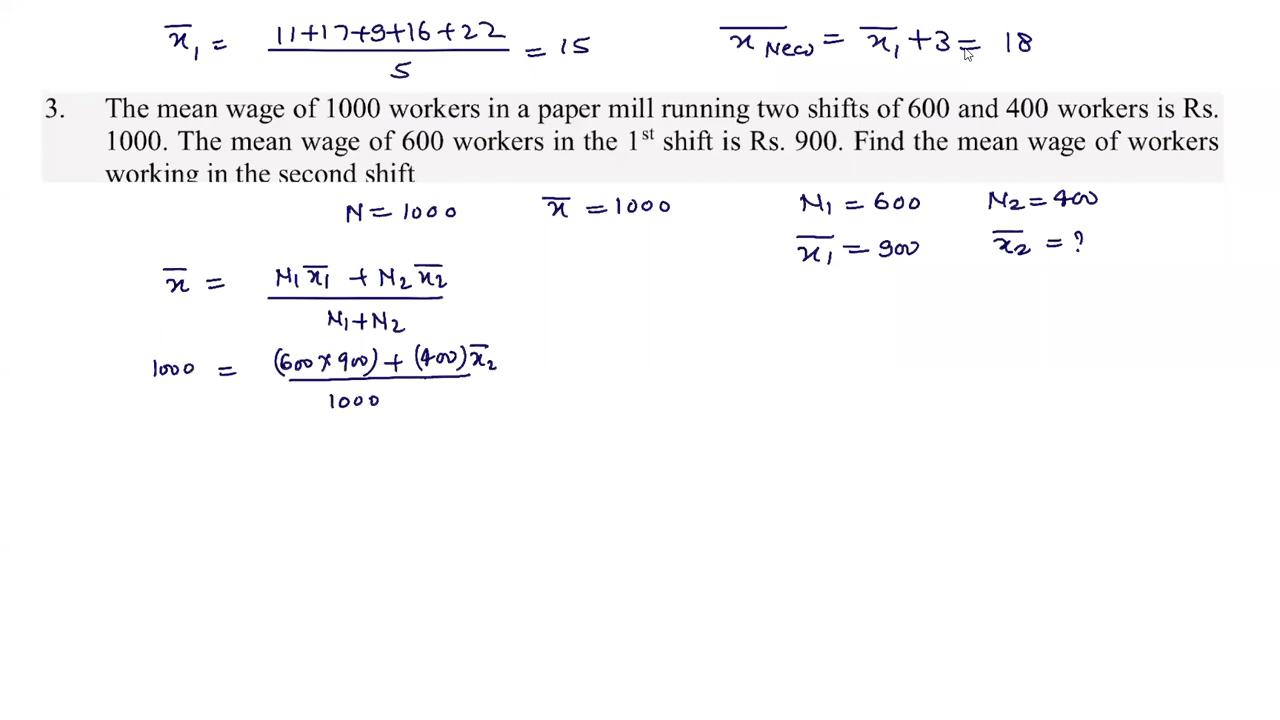 x̄₁ = 11+17+9+16+22 / 5 = 15    x̄ New = x̄₁ + 3 = 18
3. The mean wage of 1000 workers in a paper mill running two shifts of 600 and 400 workers is Rs.
1000. The mean wage of 600 workers in the 1st shift is Rs. 900. Find the mean wage of workers
working in the second shift
N = 1000    x̄ = 1000    N₁ = 600    N₂ = 400
x̄₁ = 900    x̄₂ = ?
x̄ = N₁x̄₁ + N₂x̄₂ / N₁+N₂
1000 = (600×900) + (400)x̄₂ / 1000